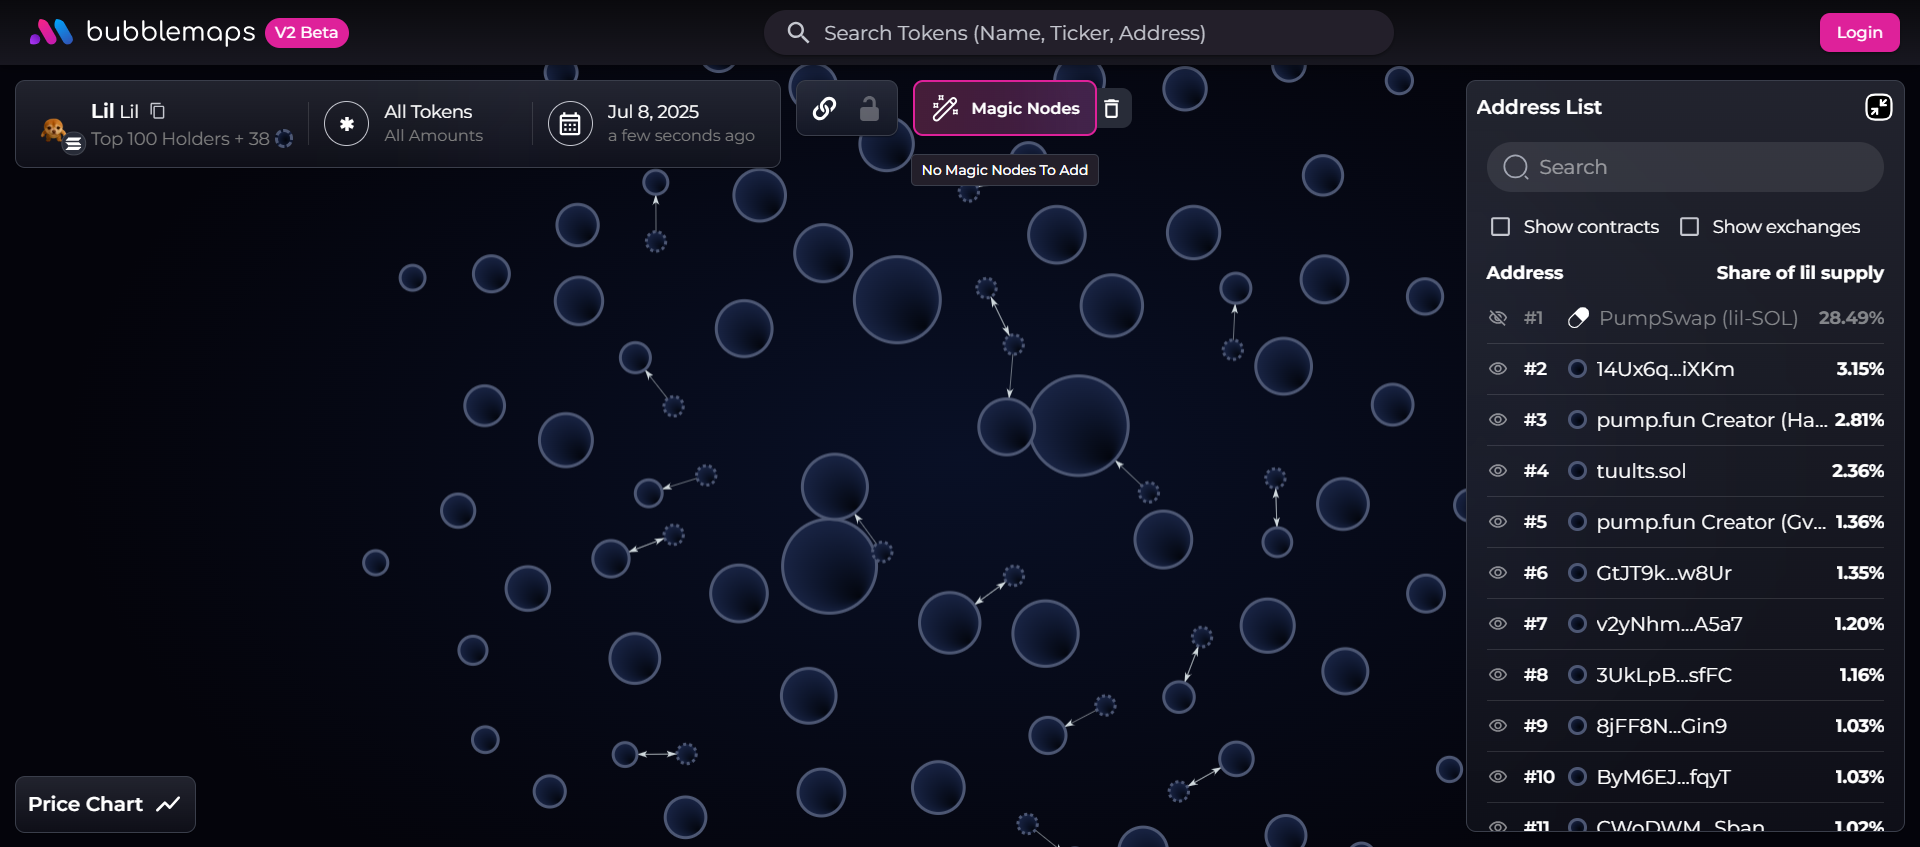 bubblemaps V2 Beta
Search Tokens (Name, Ticker, Address)
Login
Lil Lil
Top 100 Holders + 38
All Tokens
All Amounts
Jul 8, 2025
a few seconds ago
Magic Nodes
No Magic Nodes To Add
Address List
Search
Show contracts Show exchanges
Address Share of lil supply
#1 PumpSwap (lil-SOL) 28.49%
#2 14Ux6q...iXKm 3.15%
#3 pump.fun Creator (Ha... 2.81%
#4 tuults.sol 2.36%
#5 pump.fun Creator (Gv... 1.36%
#6 GtJT9k...w8Ur 1.35%
#7 v2yNhm...A5a7 1.20%
#8 3UkLpB...sfFC 1.16%
#9 8jFF8N...Gin9 1.03%
#10 ByM6EJ...fqyT 1.03%
#11 CWoDWM...Sban 1.02%
Price Chart